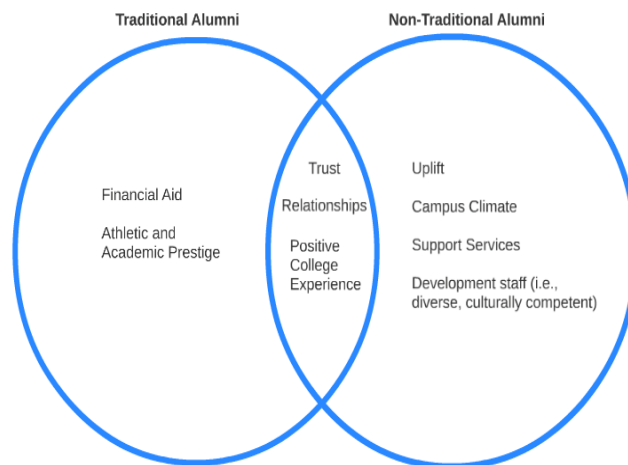 Traditional Alumni
Non-Traditional Alumni
Financial Aid
Athletic and
Academic Prestige
Trust
Relationships
Positive
College
Experience
Uplift
Campus Climate
Support Services
Development staff (i.e.,
diverse, culturally competent)